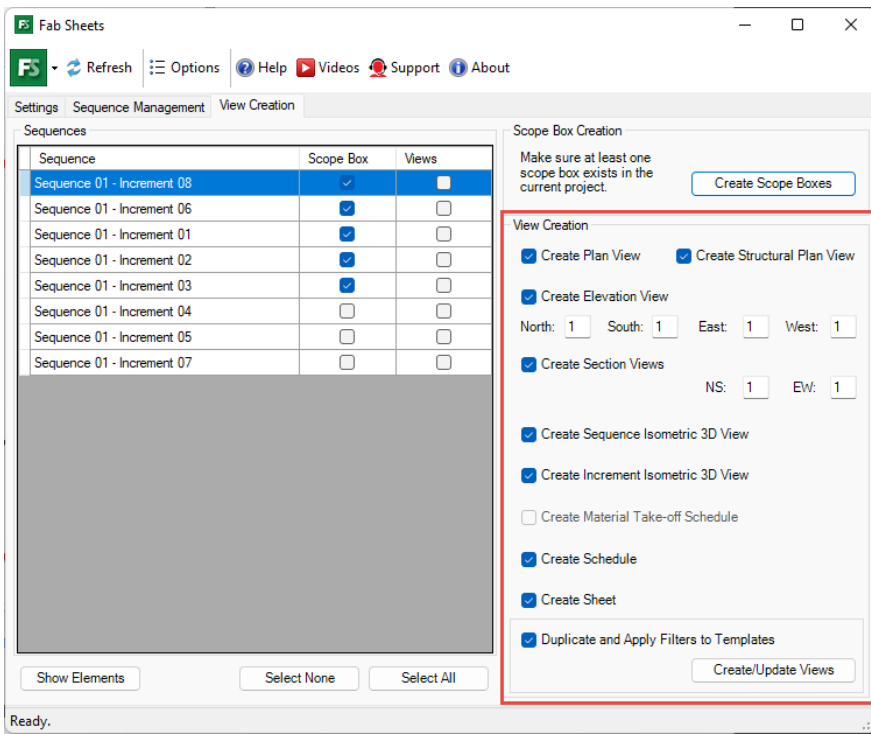 FS Fab Sheets
FS Refresh Options Help Videos Support About
Settings Sequence Management View Creation
Sequences
Sequence Scope Box Views
Sequence 01 - Increment 08
Sequence 01 - Increment 06
Sequence 01 - Increment 01
Sequence 01 - Increment 02
Sequence 01 - Increment 03
Sequence 01 - Increment 04
Sequence 01 - Increment 05
Sequence 01 - Increment 07
Show Elements Select None Select All
Scope Box Creation
Make sure at least one
scope box exists in the
current project.
Create Scope Boxes
View Creation
Create Plan View Create Structural Plan View
Create Elevation View
North: 1 South: 1 East: 1 West: 1
Create Section Views
NS: 1 EW: 1
Create Sequence Isometric 3D View
Create Increment Isometric 3D View
Create Material Take-off Schedule
Create Schedule
Create Sheet
Duplicate and Apply Filters to Templates
Create/Update Views
Ready.